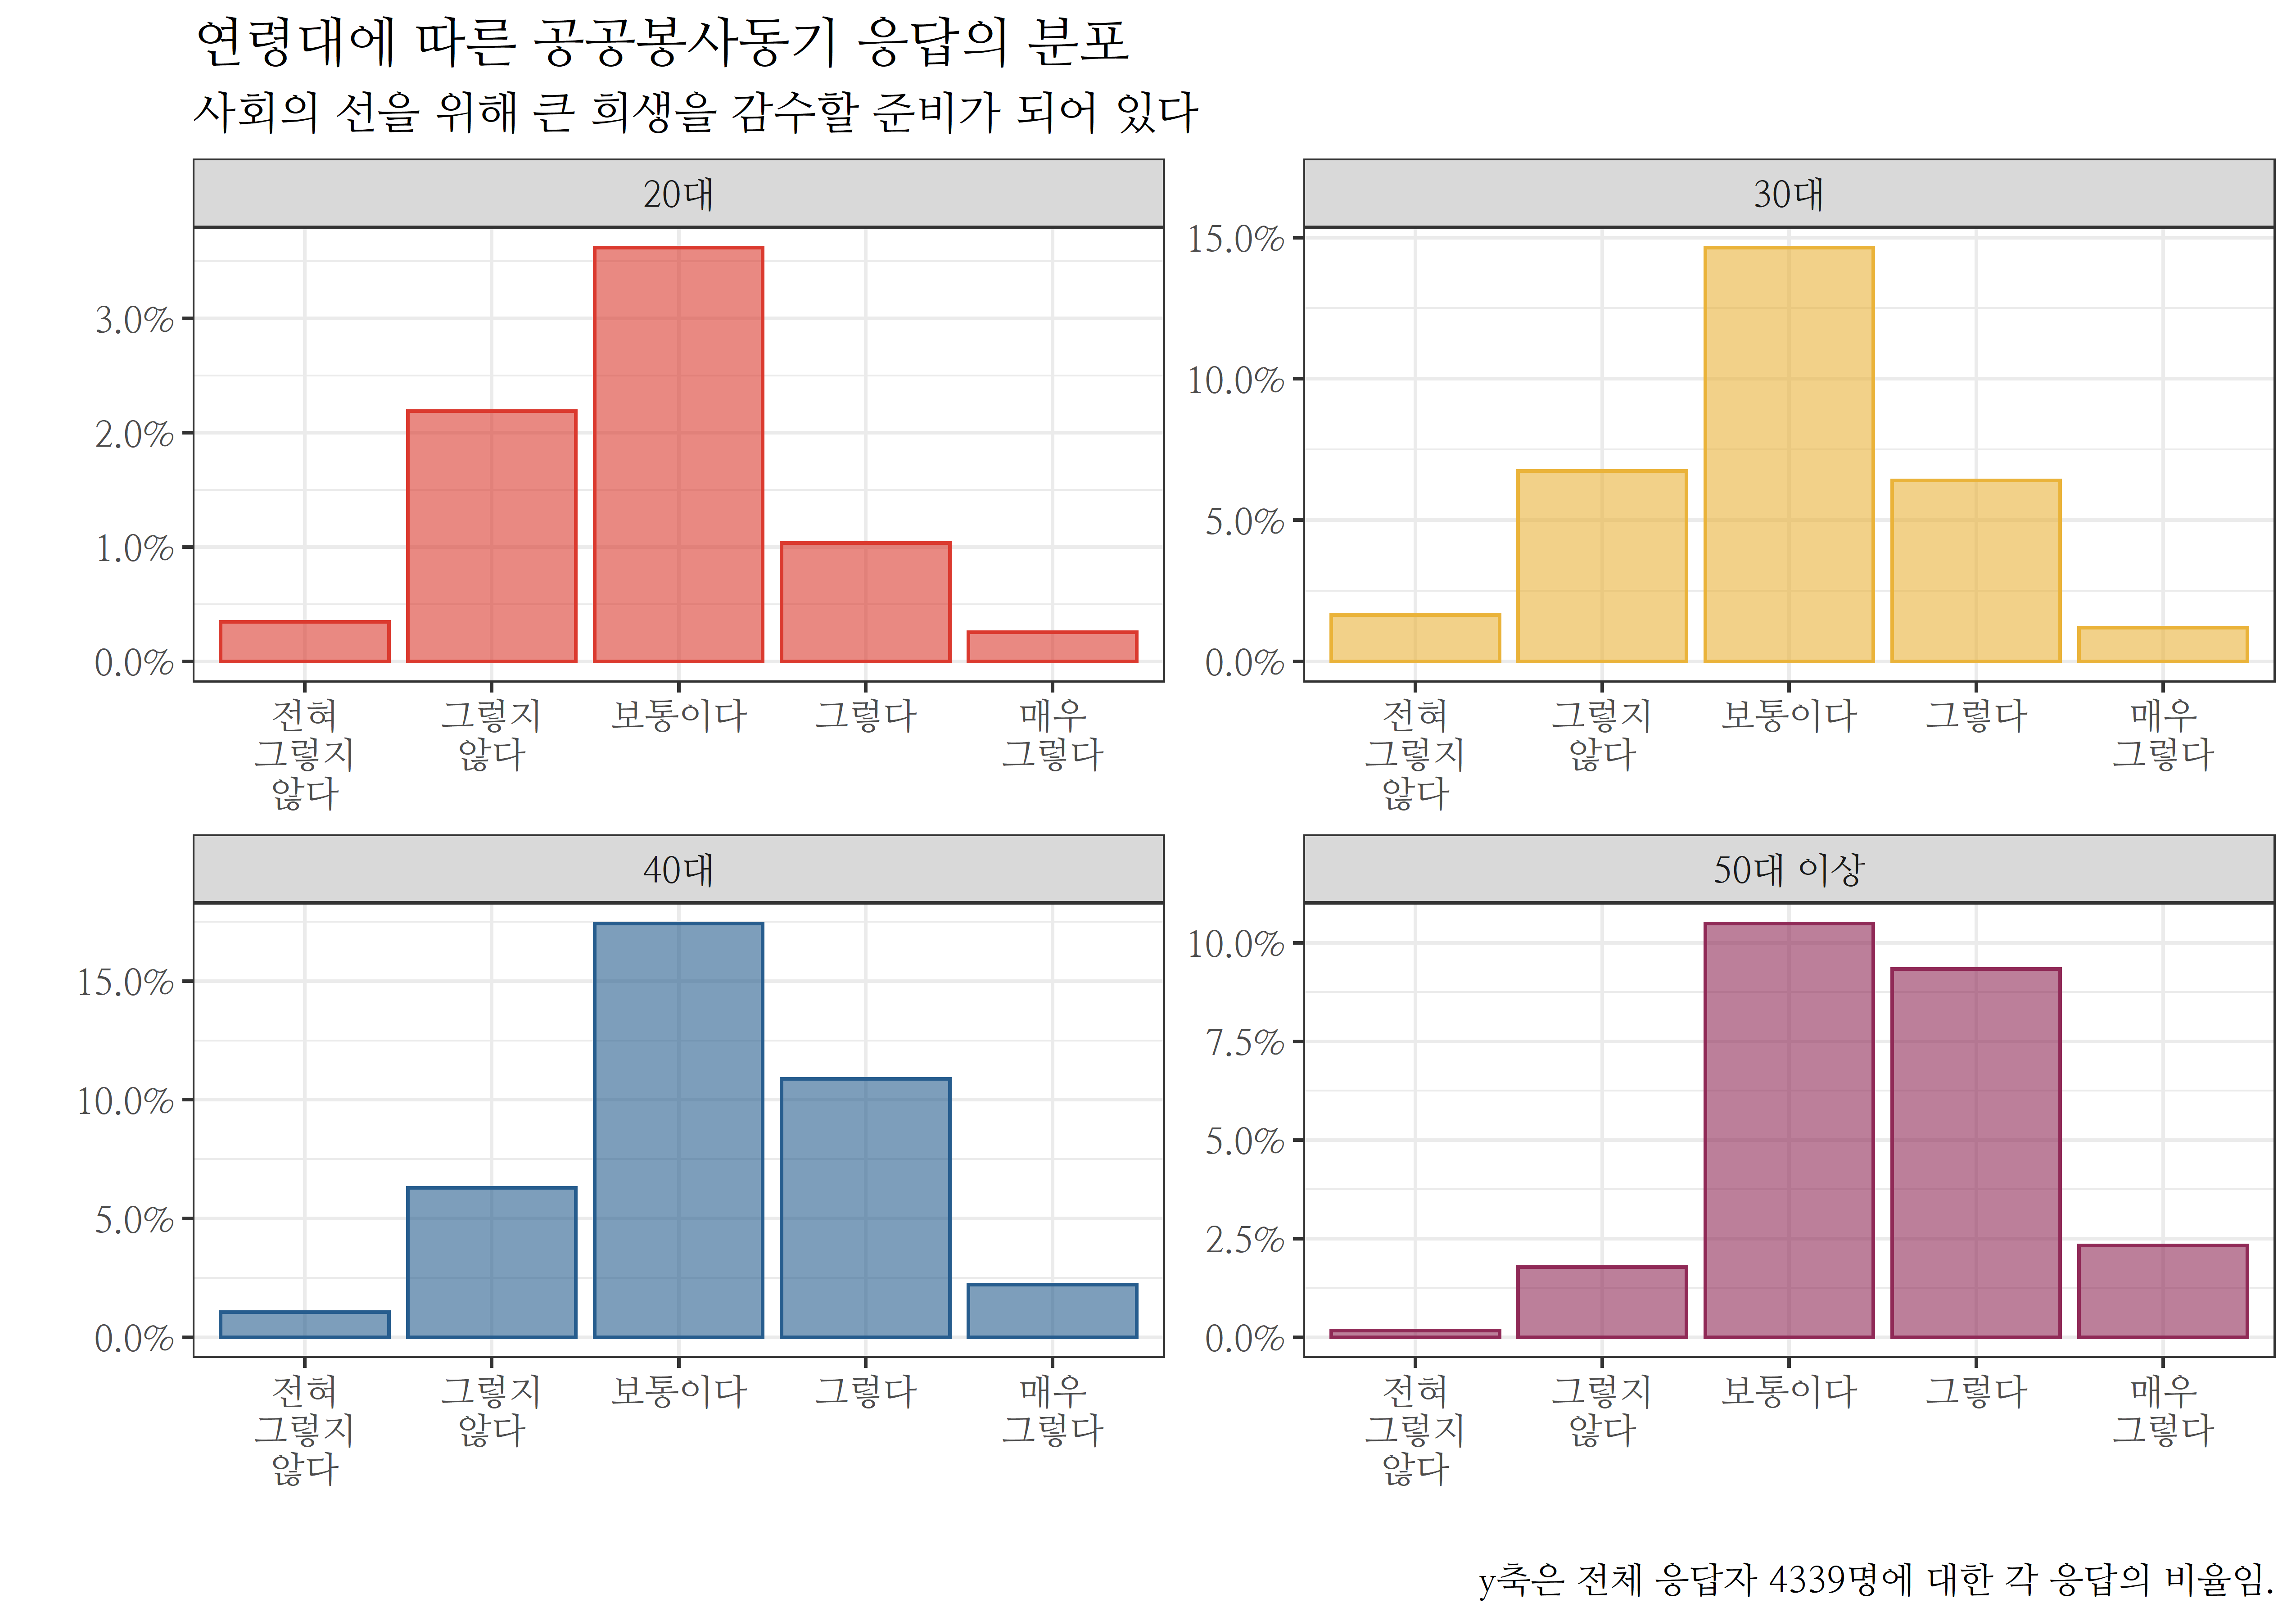 연령대에 따른 공공봉사동기 응답의 분포
사회의 선을 위해 큰 희생을 감수할 준비가 되어 있다
20대
3.0%
2.0%
1.0%
0.0%
전혀
그렇지
않다
그렇지
않다
보통이다
그렇다
매우
그렇다
30대
15.0%
10.0%
5.0%
0.0%
전혀
그렇지
않다
그렇지
않다
보통이다
그렇다
매우
그렇다
40대
15.0%
10.0%
5.0%
0.0%
전혀
그렇지
않다
그렇지
않다
보통이다
그렇다
매우
그렇다
50대 이상
10.0%
7.5%
5.0%
2.5%
0.0%
전혀
그렇지
않다
그렇지
않다
보통이다
그렇다
매우
그렇다
y축은 전체 응답자 4339명에 대한 각 응답의 비율임.